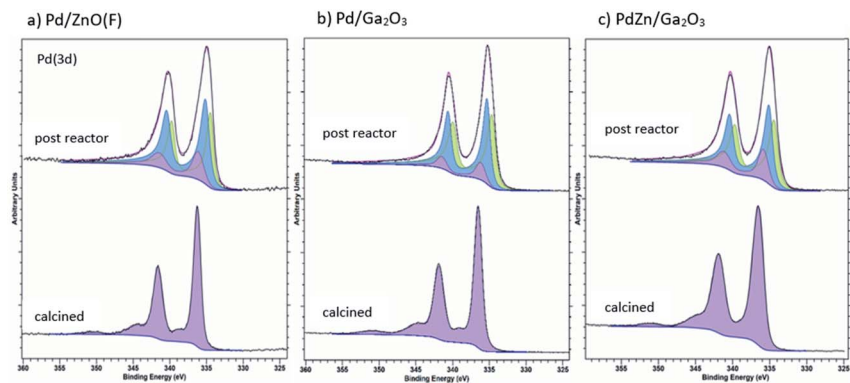 a) Pd/ZnO(F)
b) Pd/Ga₂O₃
c) PdZn/Ga₂O₃
Pd(3d)
post reactor
post reactor
post reactor
Arbitrary Units
Arbitrary Units
Arbitrary Units
calcined
calcined
calcined
360 355 350 345 340 335 330 325
360 355 350 345 340 335 330 325
355 350 345 340 335 330 325
Binding Energy (eV)
Binding Energy (eV)
Binding Energy (eV)